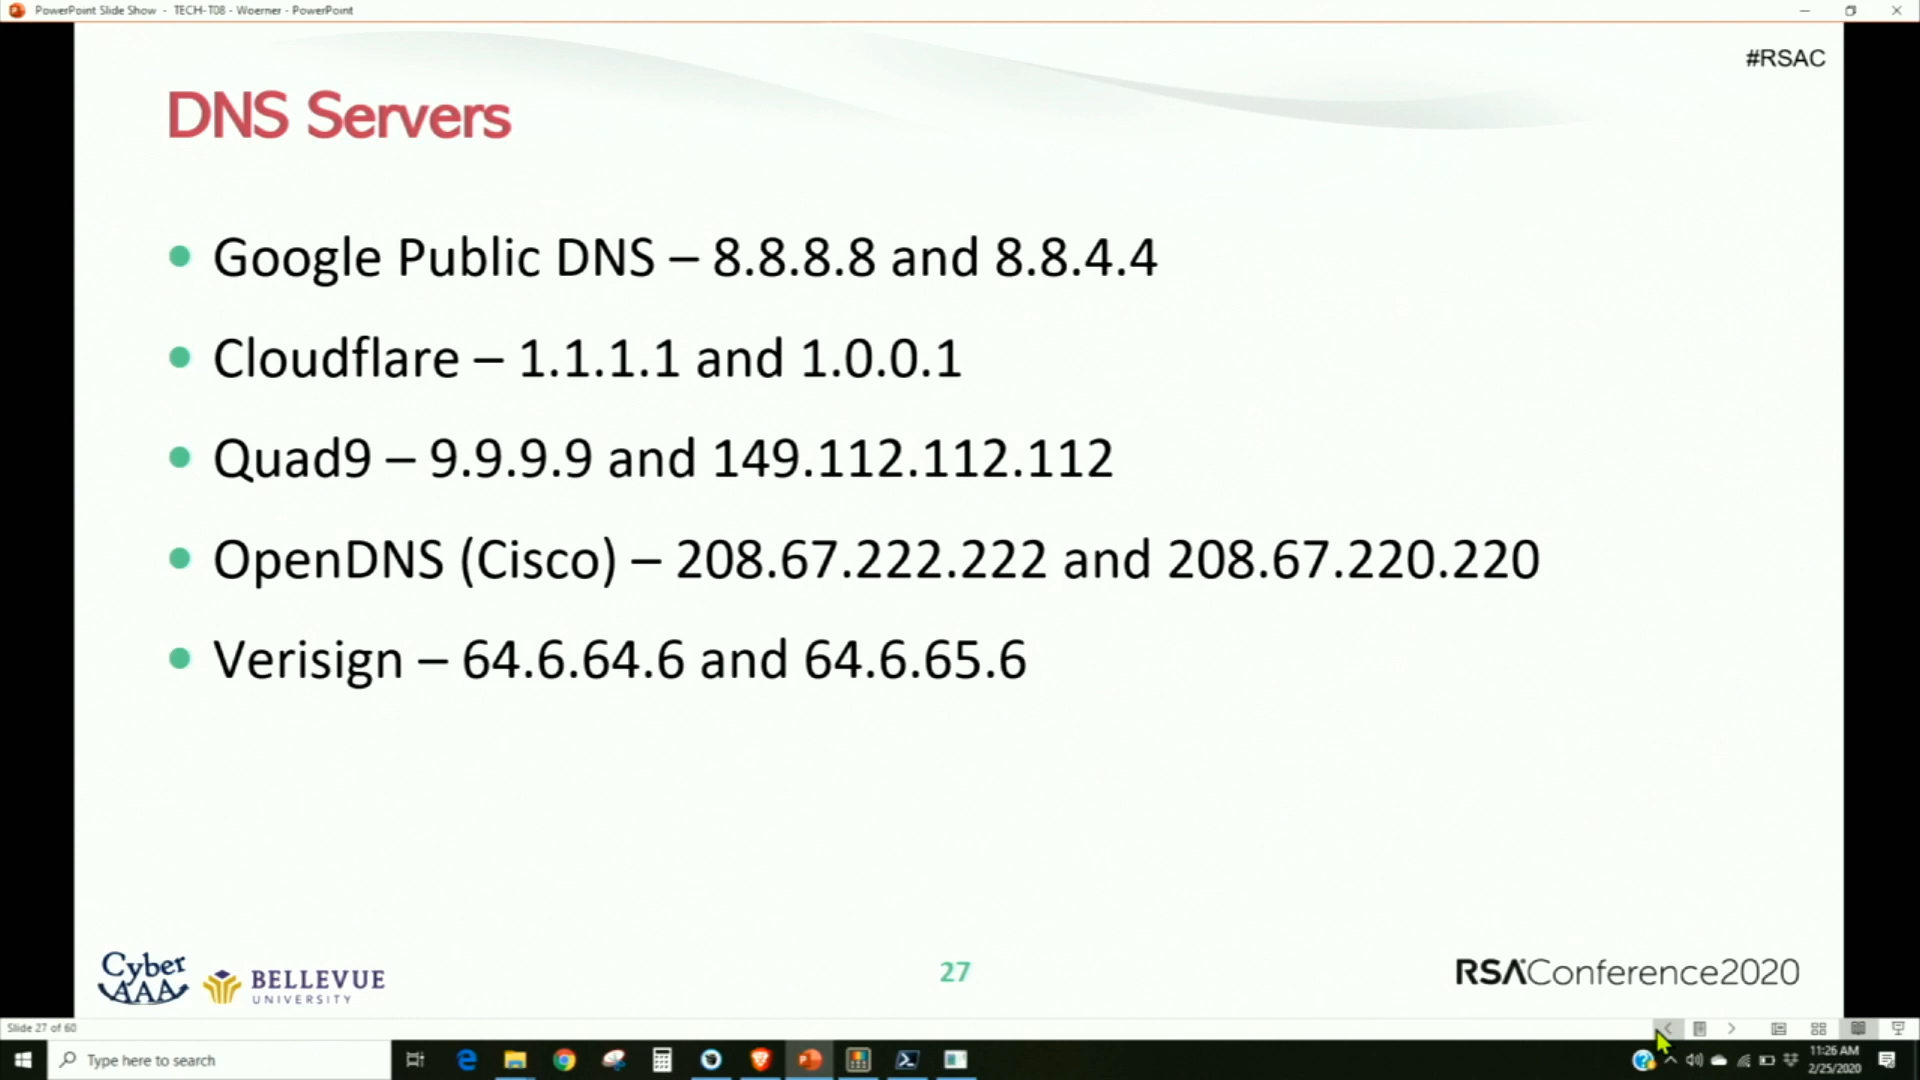 PowerPoint Slide Show - TECH-T08 - Woerner - PowerPoint
#RSAC
DNS Servers
Google Public DNS – 8.8.8.8 and 8.8.4.4
Cloudflare – 1.1.1.1 and 1.0.0.1
Quad9 – 9.9.9.9 and 149.112.112.112
OpenDNS (Cisco) – 208.67.222.222 and 208.67.220.220
Verisign – 64.6.64.6 and 64.6.65.6
Cyber
AAA
BELLEVUE
UNIVERSITY
27
RSAConference2020
Slide 27 of 60
Type here to search
11:26 AM
2/25/2020